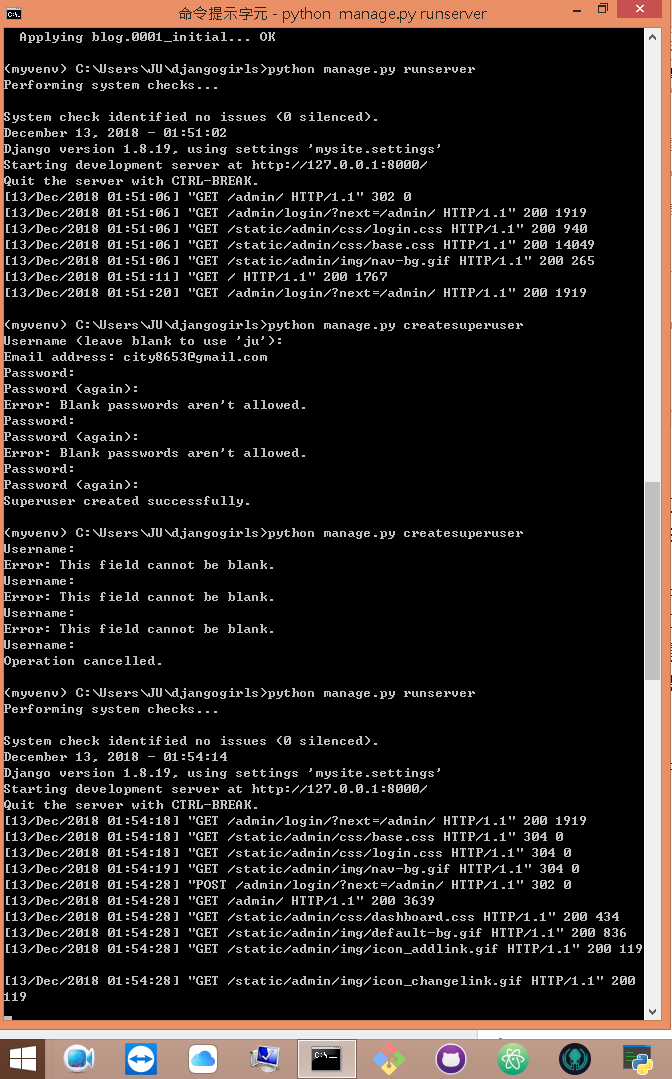 命令提示字元 - python  manage.py runserver
Applying blog.0001_initial... OK
(myvenv) C:\Users\JU\djangogirls>python manage.py runserver
Performing system checks...
System check identified no issues (0 silenced).
December 13, 2018 - 01:51:02
Django version 1.8.19, using settings 'mysite.settings'
Starting development server at http://127.0.0.1:8000/
Quit the server with CTRL-BREAK.
[13/Dec/2018 01:51:06] "GET /admin/ HTTP/1.1" 302 0
[13/Dec/2018 01:51:06] "GET /admin/login/?next=/admin/ HTTP/1.1" 200 1919
[13/Dec/2018 01:51:06] "GET /static/admin/css/login.css HTTP/1.1" 200 940
[13/Dec/2018 01:51:06] "GET /static/admin/css/base.css HTTP/1.1" 200 14049
[13/Dec/2018 01:51:06] "GET /static/admin/img/nav-bg.gif HTTP/1.1" 200 265
[13/Dec/2018 01:51:11] "GET / HTTP/1.1" 200 1767
[13/Dec/2018 01:51:20] "GET /admin/login/?next=/admin/ HTTP/1.1" 200 1919
(myvenv) C:\Users\JU\djangogirls>python manage.py createsuperuser
Username (leave blank to use 'ju'):
Email address: city8653@gmail.com
Password:
Password (again):
Error: Blank passwords aren't allowed.
Password:
Password (again):
Error: Blank passwords aren't allowed.
Password:
Password (again):
Superuser created successfully.
(myvenv) C:\Users\JU\djangogirls>python manage.py createsuperuser
Username:
Error: This field cannot be blank.
Username:
Error: This field cannot be blank.
Username:
Error: This field cannot be blank.
Username:
Operation cancelled.
(myvenv) C:\Users\JU\djangogirls>python manage.py runserver
Performing system checks...
System check identified no issues (0 silenced).
December 13, 2018 - 01:54:14
Django version 1.8.19, using settings 'mysite.settings'
Starting development server at http://127.0.0.1:8000/
Quit the server with CTRL-BREAK.
[13/Dec/2018 01:54:18] "GET /admin/login/?next=/admin/ HTTP/1.1" 200 1919
[13/Dec/2018 01:54:18] "GET /static/admin/css/base.css HTTP/1.1" 304 0
[13/Dec/2018 01:54:18] "GET /static/admin/css/login.css HTTP/1.1" 304 0
[13/Dec/2018 01:54:19] "GET /static/admin/img/nav-bg.gif HTTP/1.1" 304 0
[13/Dec/2018 01:54:28] "POST /admin/login/?next=/admin/ HTTP/1.1" 302 0
[13/Dec/2018 01:54:28] "GET /admin/ HTTP/1.1" 200 3639
[13/Dec/2018 01:54:28] "GET /static/admin/css/dashboard.css HTTP/1.1" 200 434
[13/Dec/2018 01:54:28] "GET /static/admin/img/default-bg.gif HTTP/1.1" 200 836
[13/Dec/2018 01:54:28] "GET /static/admin/img/icon_addlink.gif HTTP/1.1" 200 119
[13/Dec/2018 01:54:28] "GET /static/admin/img/icon_changelink.gif HTTP/1.1" 200
119